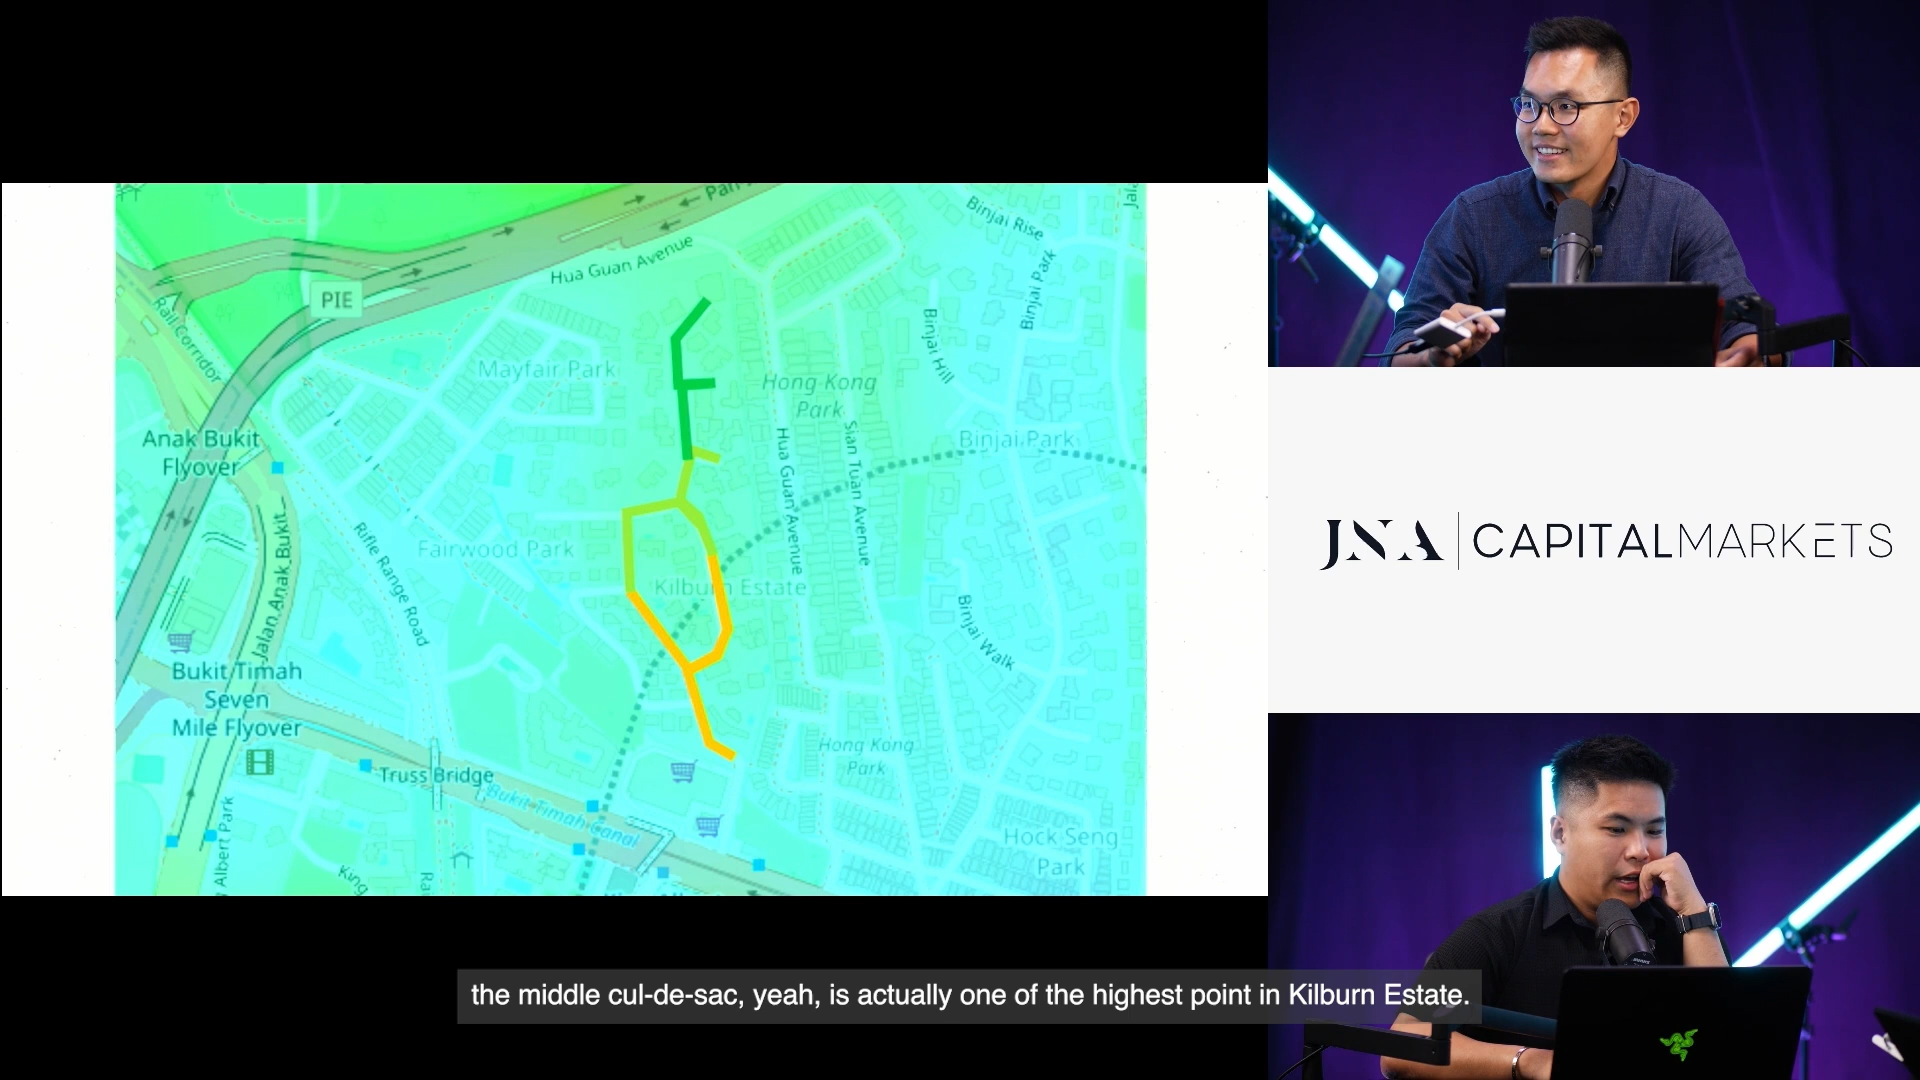 Pan
Jala
Binjai Rise
Hua Guan Avenue
Binjai Park
PIE
Rail Corridor
Binjai Hill
Mayfair Park
Hong Kong
Park
Anak Bukit
Flyover
Binjai Park
Hua Guan Avenue
Sian Tuan Avenue
Jalan Anak Bukit
Rifle Range Road
Fairwood Park
Kilburn Estate
Binjai Walk
Bukit Timah
Seven
Mile Flyover
Hong Kong
Park
Truss Bridge
Bukit Timah Canal
Albert Park
Hock Seng
Park
King
JNA CAPITALMARKETS
the middle cul-de-sac, yeah, is actually one of the highest point in Kilburn Estate.